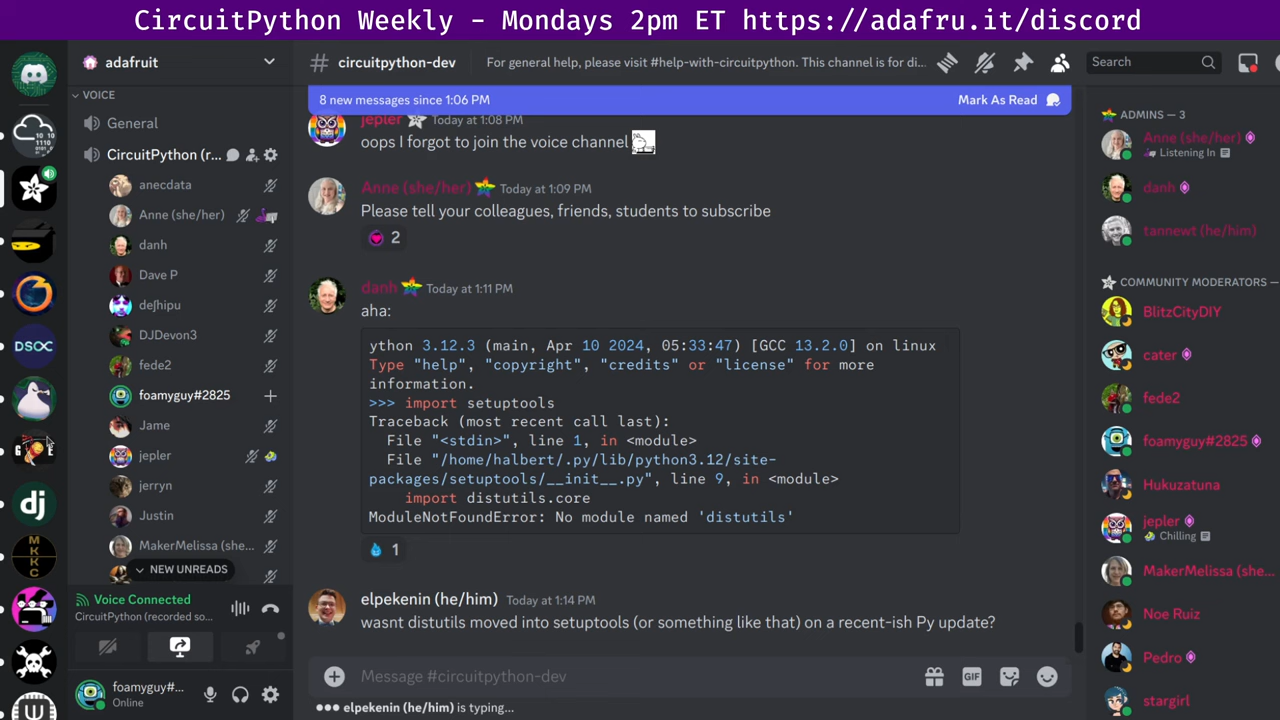 CircuitPython Weekly - Mondays 2pm ET https://adafru.it/discord
adafruit
VOICE
General
CircuitPython (r...
anecdata
Anne (she/her)
danh
Dave P
deʃhipu
DJDevon3
fede2
foamyguy#2825
Jame
jepler
jerryn
Justin
MakerMelissa (she...
NEW UNREADS
Voice Connected
CircuitPython (recorded so...
foamyguy#...
Online
circuitpython-dev
For general help, please visit #help-with-circuitpython. This channel is for di...
Search
8 new messages since 1:06 PM
Mark As Read
jepler Today at 1:08 PM
oops I forgot to join the voice channel
Anne (she/her) Today at 1:09 PM
Please tell your colleagues, friends, students to subscribe
2
danh Today at 1:11 PM
aha:
ython 3.12.3 (main, Apr 10 2024, 05:33:47) [GCC 13.2.0] on linux
Type "help", "copyright", "credits" or "license" for more
information.
>>> import setuptools
Traceback (most recent call last):
File "<stdin>", line 1, in <module>
File "/home/halbert/.py/lib/python3.12/site-
packages/setuptools/__init__.py", line 9, in <module>
import distutils.core
ModuleNotFoundError: No module named 'distutils'
1
elpekenin (he/him) Today at 1:14 PM
wasnt distutils moved into setuptools (or something like that) on a recent-ish Py update?
Message #circuitpython-dev
GIF
elpekenin (he/him) is typing...
ADMINS — 3
Anne (she/her)
Listening In
danh
tannewt (he/him)
COMMUNITY MODERATORS —
BlitzCityDIY
cater
fede2
foamyguy#2825
Hukuzatuna
jepler
Chilling
MakerMelissa (she...
Noe Ruiz
Pedro
stargirl
DSOC
dj
MKKC